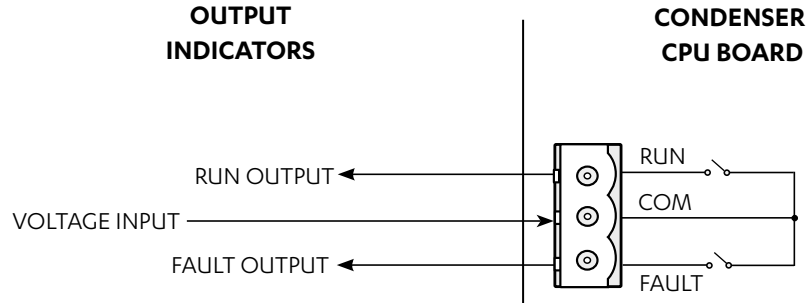 OUTPUT
INDICATORS
CONDENSER
CPU BOARD
RUN OUTPUT
RUN
VOLTAGE INPUT
COM
FAULT OUTPUT
FAULT